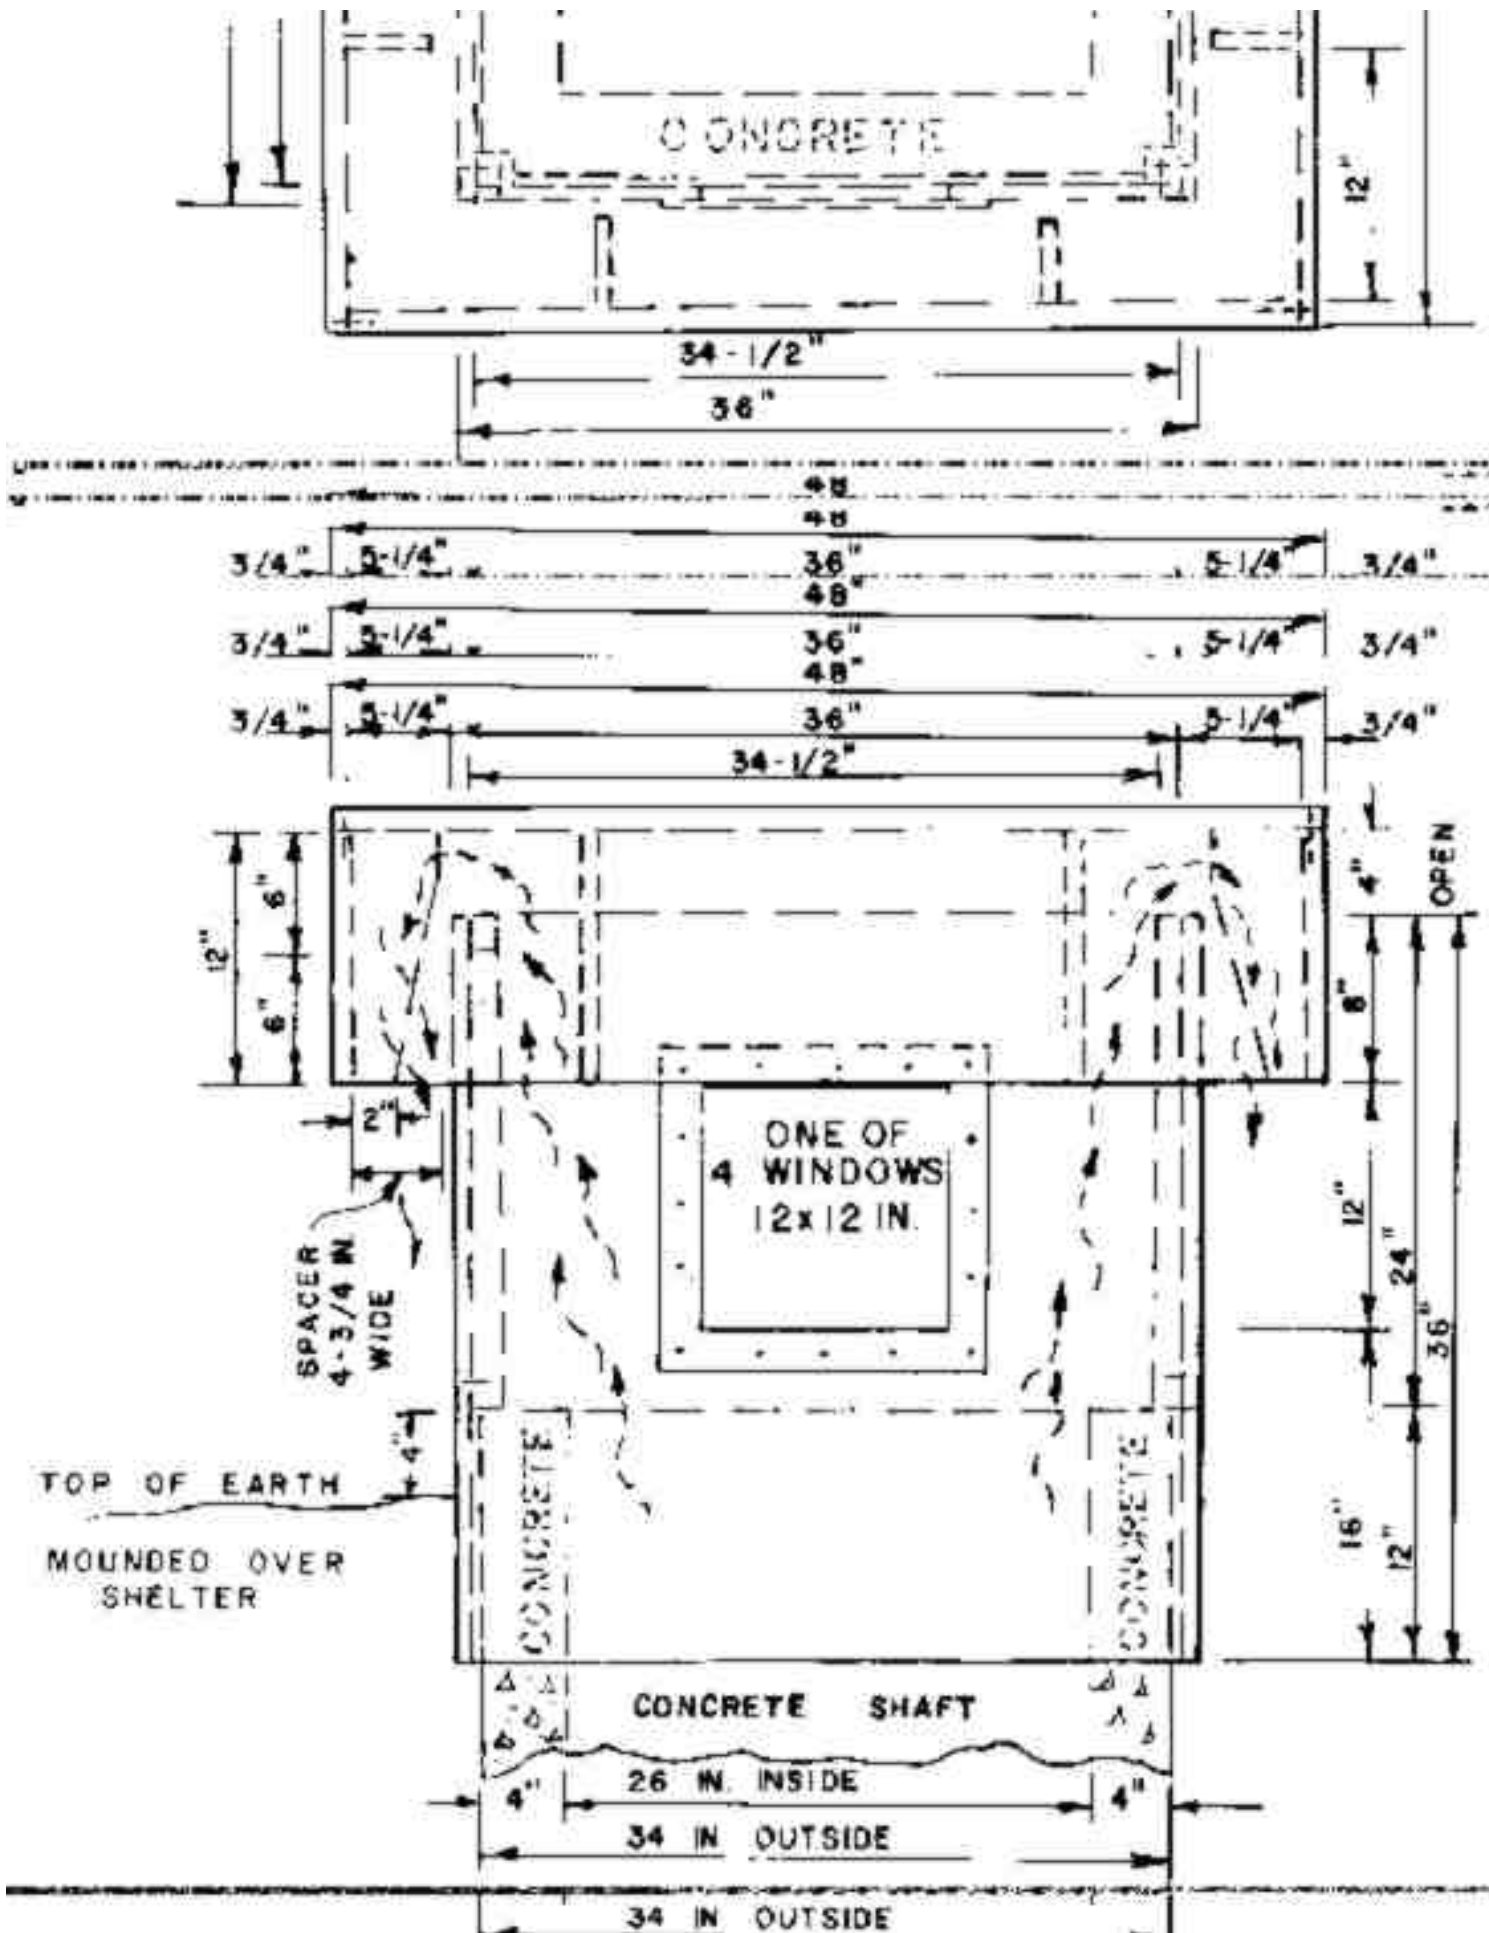 CONCRETE
12"
34-1/2"
36"
48
48
3/4" 5-1/4" 36" 5-1/4" 3/4"
48"
3/4" 5-1/4" 36" 5-1/4" 3/4"
48"
3/4" 5-1/4" 36" 5-1/4" 3/4"
34-1/2"
12"
6"
6"
4"
OPEN
8"
2"
ONE OF
4 WINDOWS
12x12 IN.
SPACER
4-3/4 IN.
WIDE
12"
24"
36"
4"
TOP OF EARTH
MOUNDED OVER
SHELTER
CONCRETE
CONCRETE
16"
12"
CONCRETE SHAFT
4" 26 IN. INSIDE 4"
34 IN OUTSIDE
34 IN OUTSIDE